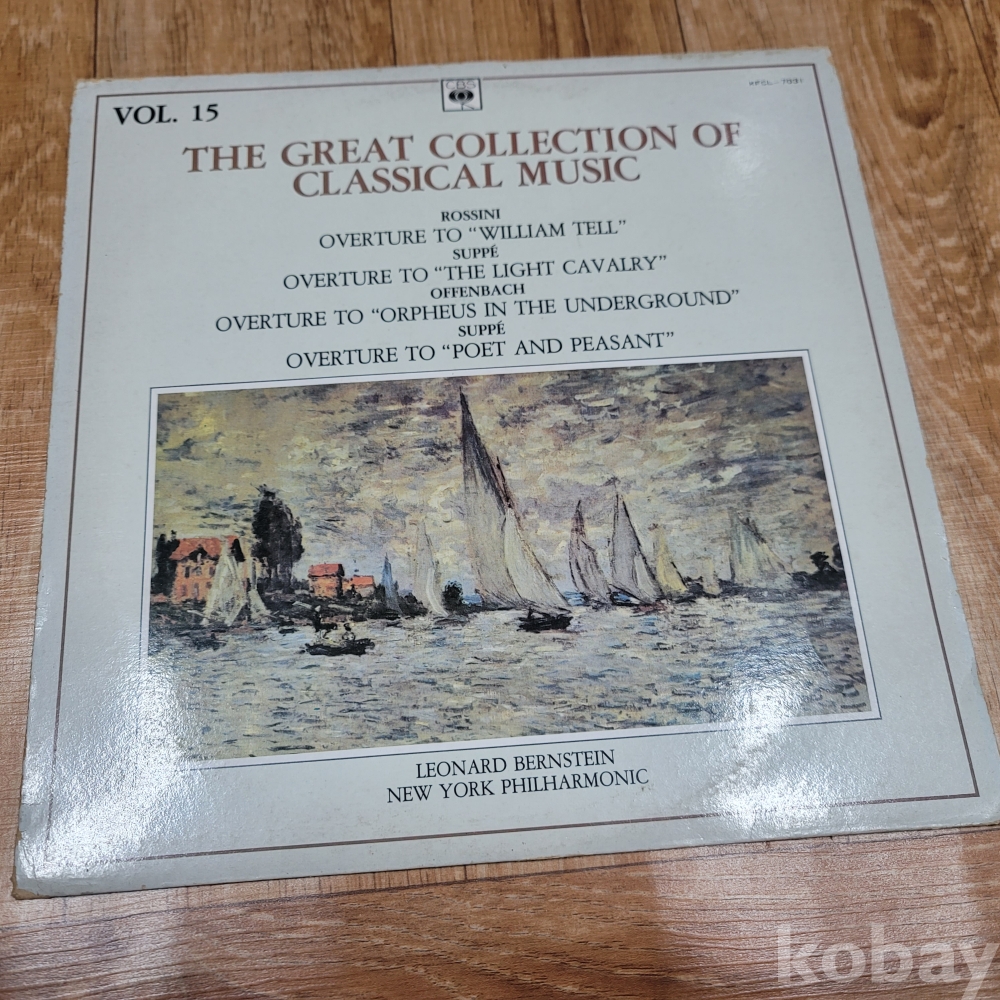 CBS
VOL. 15
THE GREAT COLLECTION OF
CLASSICAL MUSIC
ROSSINI
OVERTURE TO “WILLIAM TELL”
SUPPÉ
OVERTURE TO “THE LIGHT CAVALRY”
OFFENBACH
OVERTURE TO “ORPHEUS IN THE UNDERGROUND”
SUPPÉ
OVERTURE TO “POET AND PEASANT”
LEONARD BERNSTEIN
NEW YORK PHILHARMONIC
kobay